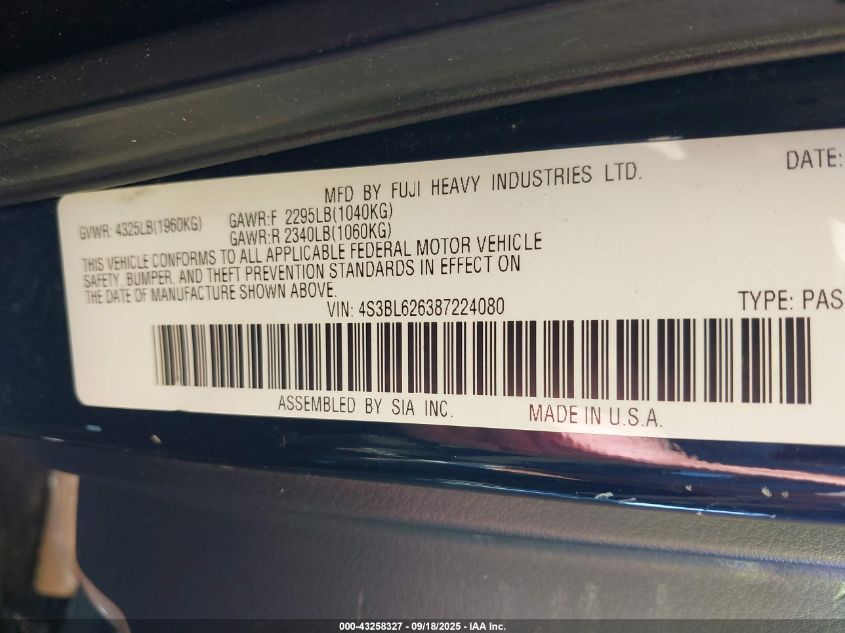 MFD BY FUJI HEAVY INDUSTRIES LTD.
DATE:
GVWR: 4325LB(1960KG)
GAWR:F 2295LB(1040KG)
GAWR:R 2340LB(1060KG)
THIS VEHICLE CONFORMS TO ALL APPLICABLE FEDERAL MOTOR VEHICLE
SAFETY, BUMPER, AND THEFT PREVENTION STANDARDS IN EFFECT ON
THE DATE OF MANUFACTURE SHOWN ABOVE.
VIN: 4S3BL626387224080
TYPE: PAS
ASSEMBLED BY SIA INC.
MADE IN U.S.A.
000-43258327 - 09/18/2025 - IAA Inc.